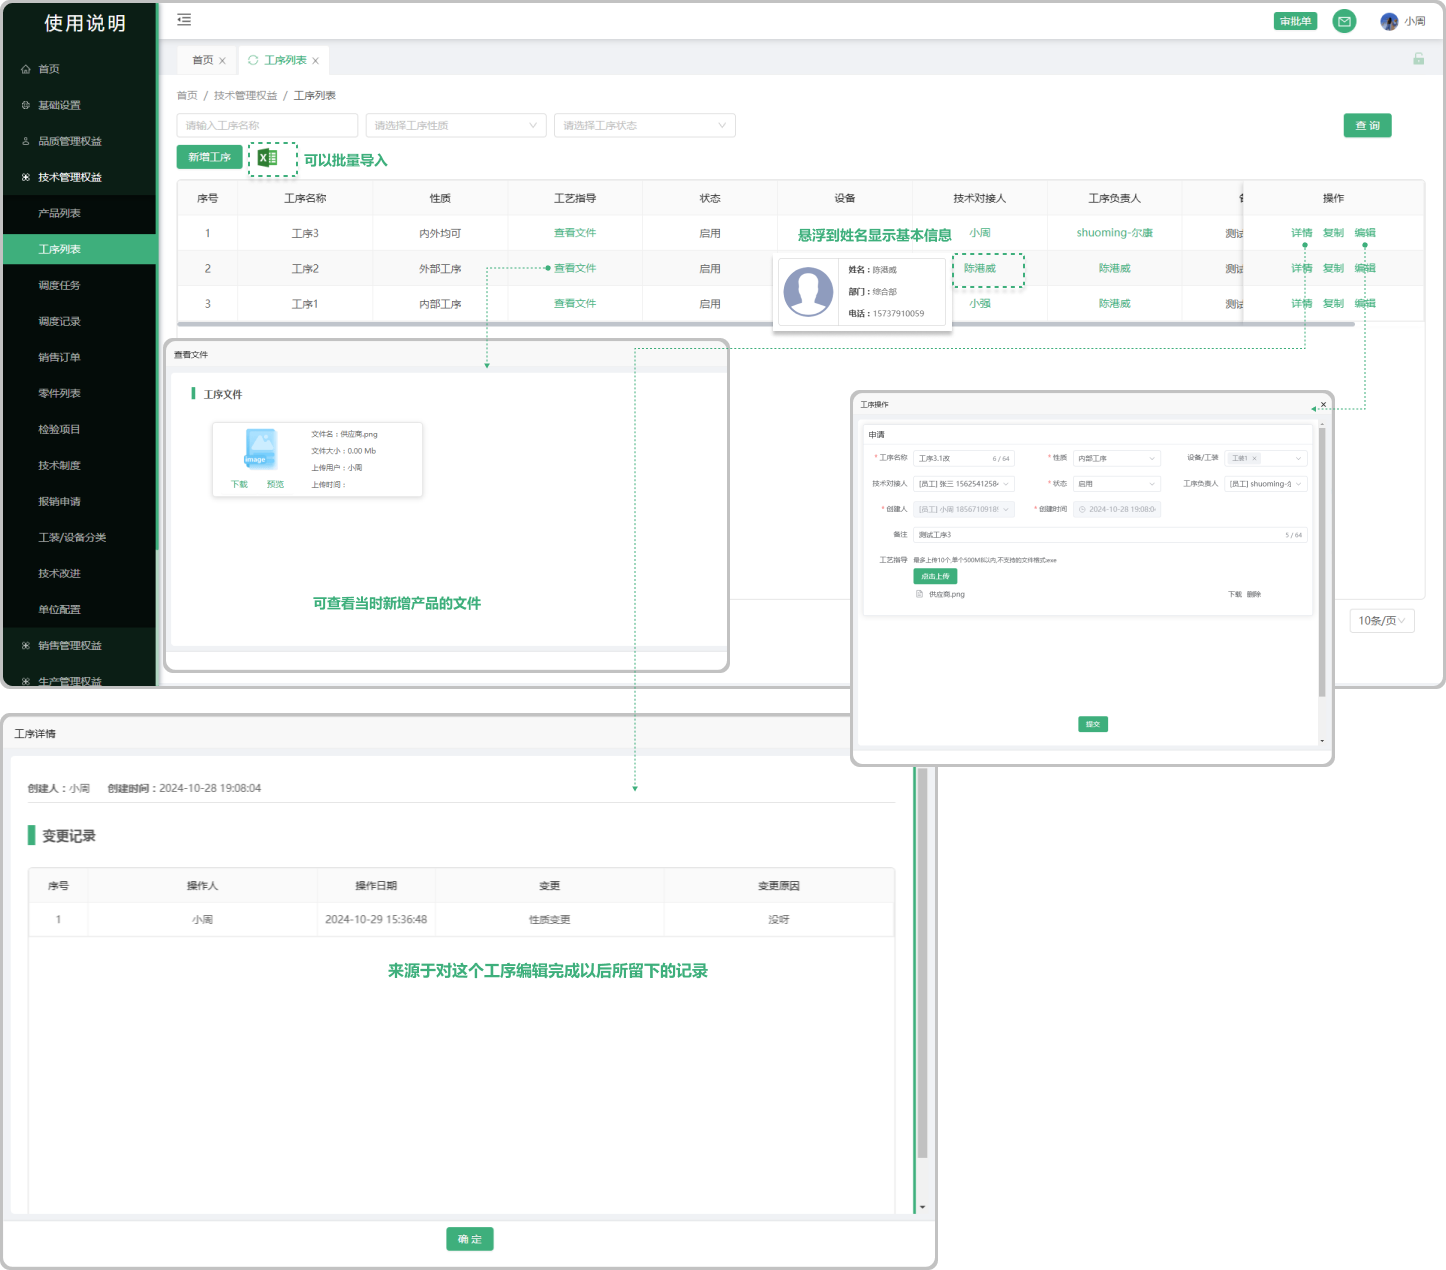 使用说明
审批单
小周
首页
基础设置
品质管理权益
技术管理权益
产品列表
工序列表
调度任务
调度记录
销售订单
零件列表
检验项目
技术制度
报销申请
工装/设备分类
技术改进
单位配置
销售管理权益
生产管理权益
首页 工序列表
首页 / 技术管理权益 / 工序列表
请输入工序名称 请选择工序性质 请选择工序状态 查 询
新增工序 可以批量导入
序号 工序名称 性质 工艺指导 状态 设备 技术对接人 工序负责人 操作
1 工序3 内外均可 查看文件 启用 小周 shuoming-尔康 测试 详情 复制 编辑
悬浮到姓名显示基本信息
2 工序2 外部工序 查看文件 启用 陈港威 陈港威 测试 详情 复制 编辑
3 工序1 内部工序 查看文件 启用 小强 陈港威 测试 详情 复制 编辑
姓名：陈港威
部门：综合部
电话：15737910059
10条/页
查看文件
工序文件
image
文件名：供应商.png
文件大小：0.00 Mb
上传用户：小周
上传时间：
下载 预览
可查看当时新增产品的文件
工序操作
申请
* 工序名称 工序3.1改 6 / 64 * 性质 内部工序 设备/工装 工装1
技术对接人 [员工] 张三 1562541258 * 状态 启用 工序负责人 [员工] shuoming-
* 创建人 [员工] 小周 1856710918 * 创建时间 2024-10-28 19:08:0
备注 测试工序3 5 / 64
工艺指导 最多上传10个,单个500MB以内,不支持的文件格式:exe
点击上传
供应商.png 下载 删除
提交
工序详情
创建人：小周 创建时间：2024-10-28 19:08:04
变更记录
序号 操作人 操作日期 变更 变更原因
1 小周 2024-10-29 15:36:48 性质变更 没呀
来源于对这个工序编辑完成以后所留下的记录
确 定